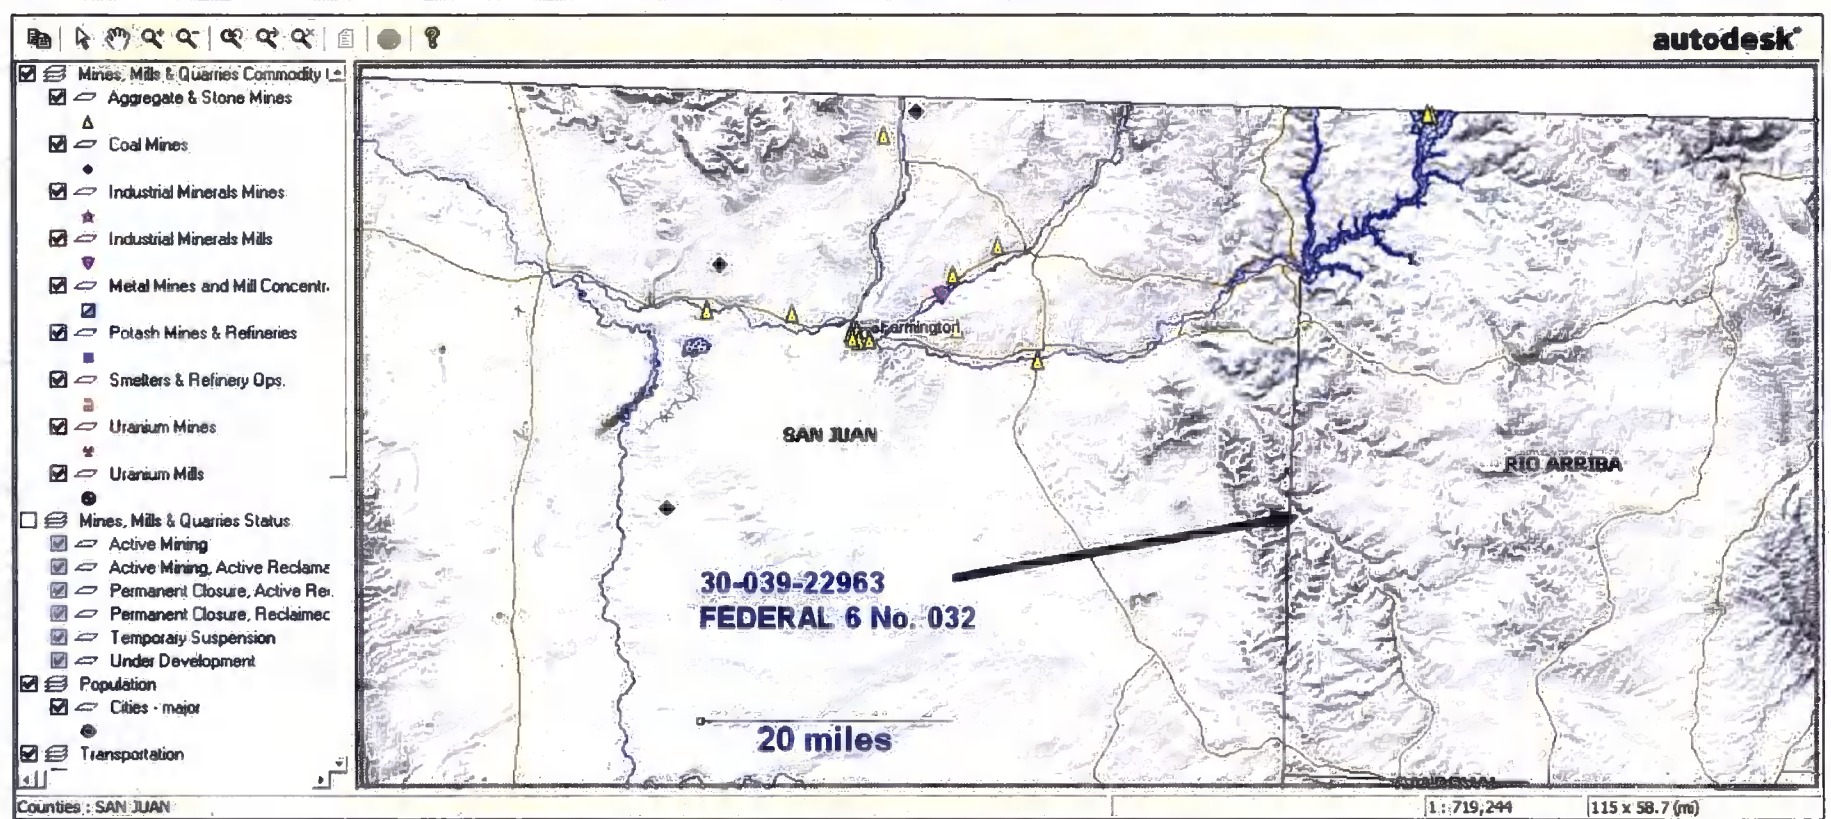 autodesk
Mines, Mills & Quarries Commodity
Aggregate & Stone Mines
Coal Mines
Industrial Minerals Mines
Industrial Minerals Mills
Metal Mines and Mill Concentr
Potash Mines & Refineries
Smelters & Refinery Ops.
Uranium Mines
Uranium Mills
Mines, Mills & Quarries Status
Active Mining
Active Mining, Active Reclama
Permanent Closure, Active Rei
Permanent Closure, Reclaimec
Temporary Suspension
Under Development
Population
Cities - major
Transportation
Farmington
SAN JUAN
RIO ARRIBA
30-039-22963
FEDERAL 6 No. 032
20 miles
Counties : SAN JUAN
1 : 719,244
115 x 58.7 (mi)